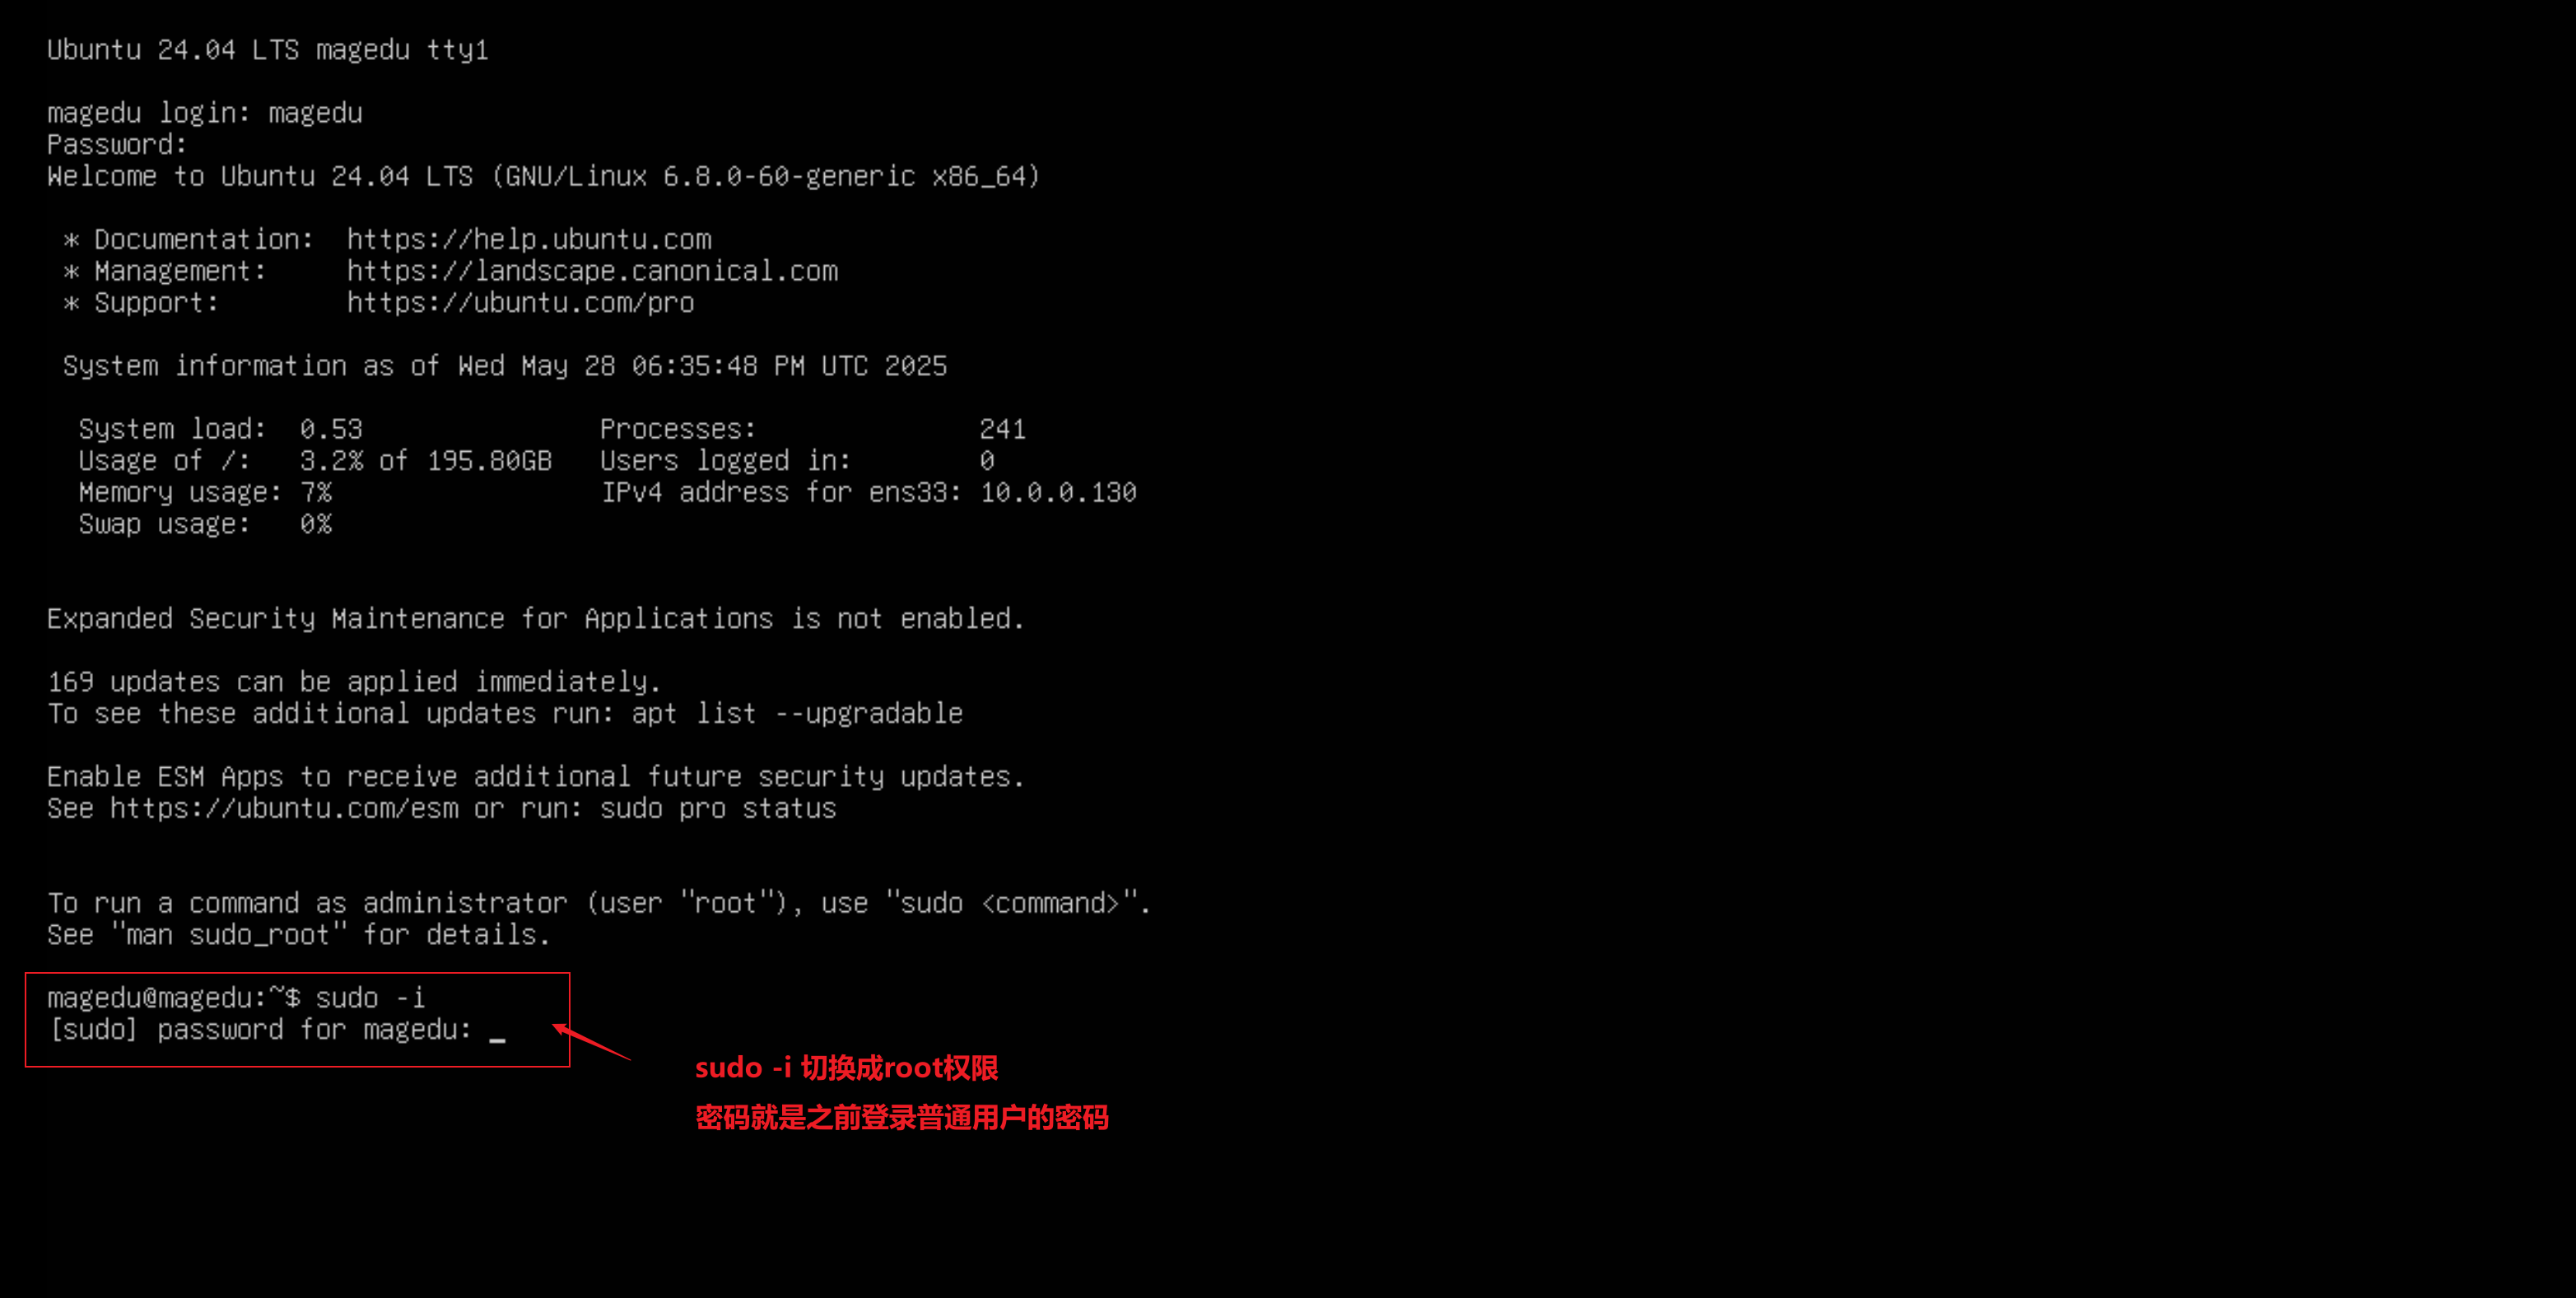 Ubuntu 24.04 LTS magedu tty1
magedu login: magedu
Password:
Welcome to Ubuntu 24.04 LTS (GNU/Linux 6.8.0-60-generic x86_64)
* Documentation:  https://help.ubuntu.com
* Management:     https://landscape.canonical.com
* Support:        https://ubuntu.com/pro
System information as of Wed May 28 06:35:48 PM UTC 2025
System load:  0.53               Processes:              241
Usage of /:   3.2% of 195.80GB   Users logged in:        0
Memory usage: 7%                 IPv4 address for ens33: 10.0.0.130
Swap usage:   0%
Expanded Security Maintenance for Applications is not enabled.
169 updates can be applied immediately.
To see these additional updates run: apt list --upgradable
Enable ESM Apps to receive additional future security updates.
See https://ubuntu.com/esm or run: sudo pro status
To run a command as administrator (user "root"), use "sudo <command>".
See "man sudo_root" for details.
magedu@magedu:~$ sudo -i
[sudo] password for magedu: _
sudo -i 切换成root权限
密码就是之前登录普通用户的密码